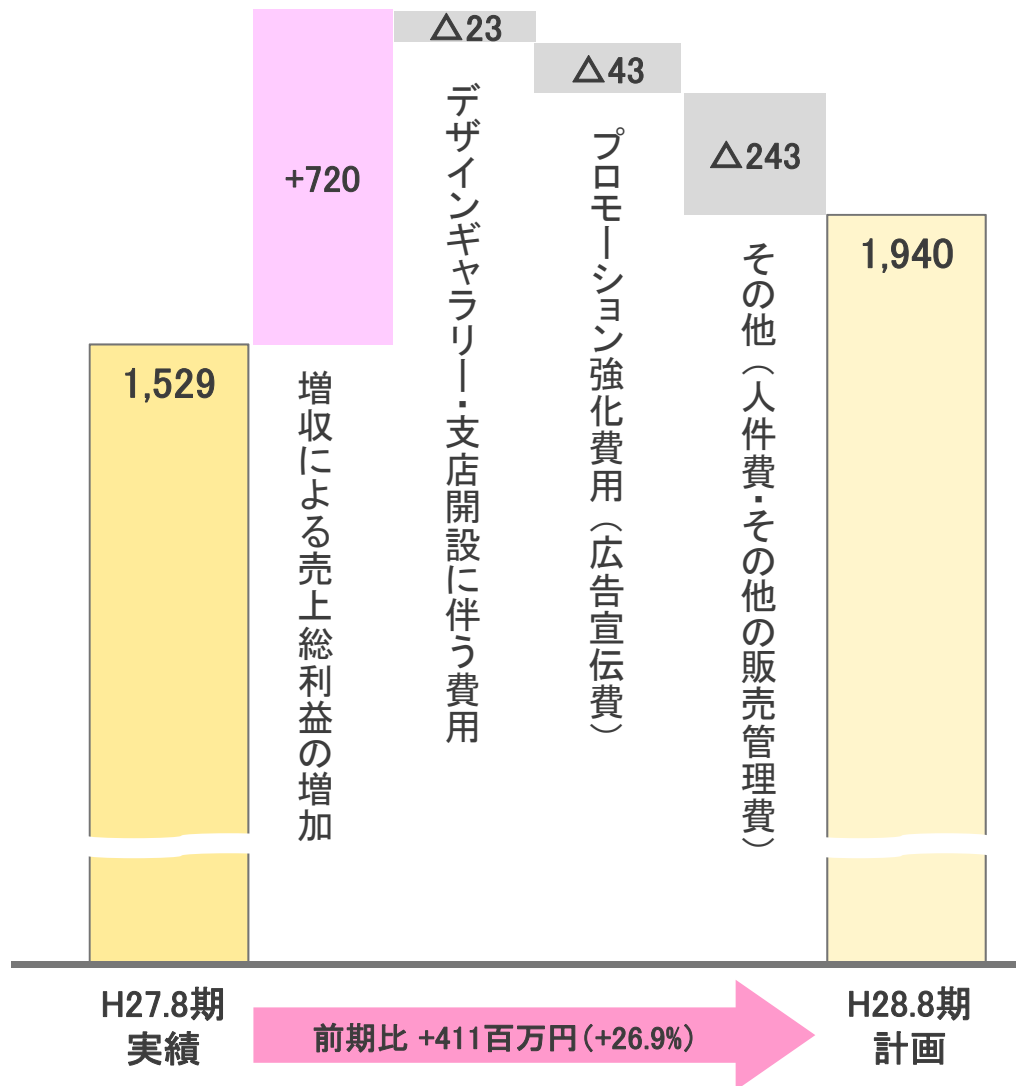 1,529
H27.8期
実績
+720
増収による売上総利益の増加
△23
デザインギャラリー・支店開設に伴う費用
△43
プロモーション強化費用（広告宣伝費）
△243
その他（人件費・その他の販売管理費）
1,940
H28.8期
計画
前期比 +411百万円(+26.9%)